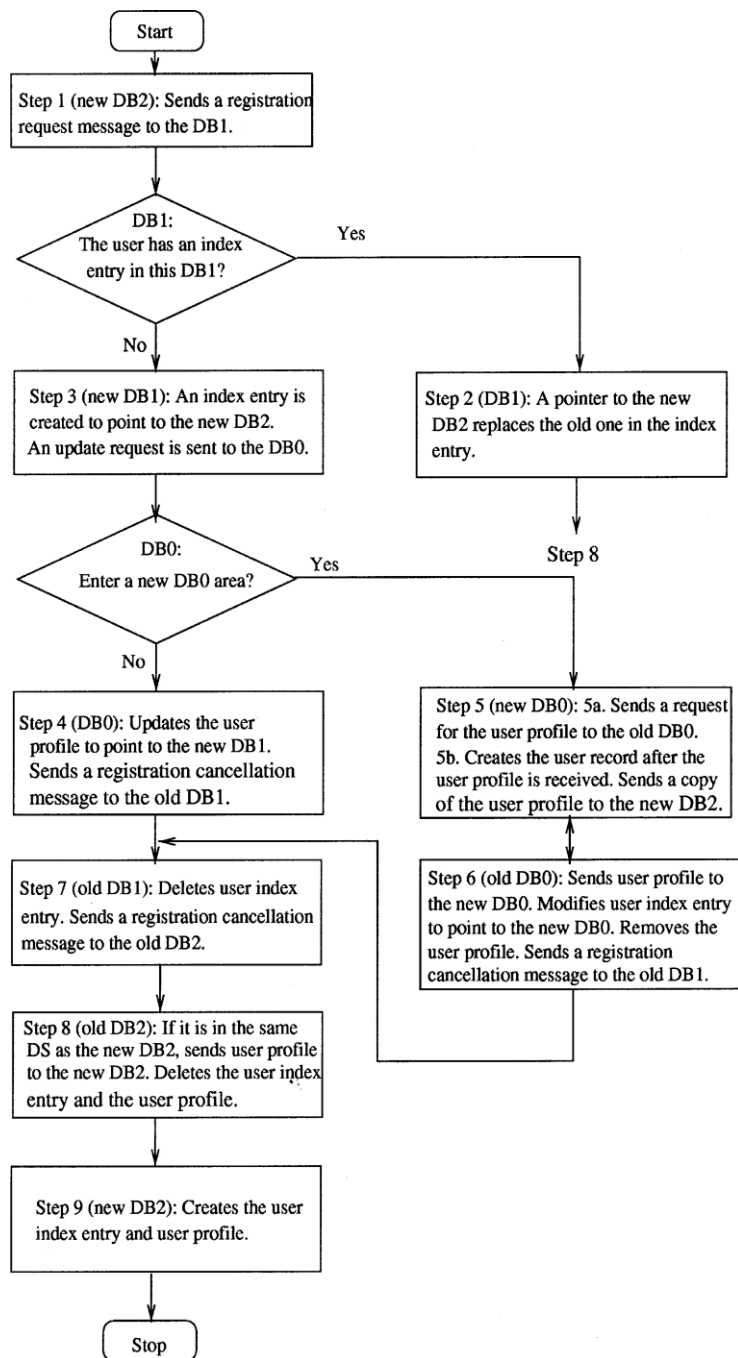 Start
Step 1 (new DB2): Sends a registration
request message to the DB1.
DB1:
The user has an index
entry in this DB1?
Yes
No
Step 3 (new DB1): An index entry is
created to point to the new DB2.
An update request is sent to the DB0.
Step 2 (DB1): A pointer to the new
DB2 replaces the old one in the index
entry.
Step 8
DB0:
Enter a new DB0 area?
Yes
No
Step 4 (DB0): Updates the user
profile to point to the new DB1.
Sends a registration cancellation
message to the old DB1.
Step 5 (new DB0): 5a. Sends a request
for the user profile to the old DB0.
5b. Creates the user record after the
user profile is received. Sends a copy
of the user profile to the new DB2.
Step 7 (old DB1): Deletes user index
entry. Sends a registration cancellation
message to the old DB2.
Step 6 (old DB0): Sends user profile to
the new DB0. Modifies user index entry
to point to the new DB0. Removes the
user profile. Sends a registration
cancellation message to the old DB1.
Step 8 (old DB2): If it is in the same
DS as the new DB2, sends user profile
to the new DB2. Deletes the user index
entry and the user profile.
Step 9 (new DB2): Creates the user
index entry and user profile.
Stop